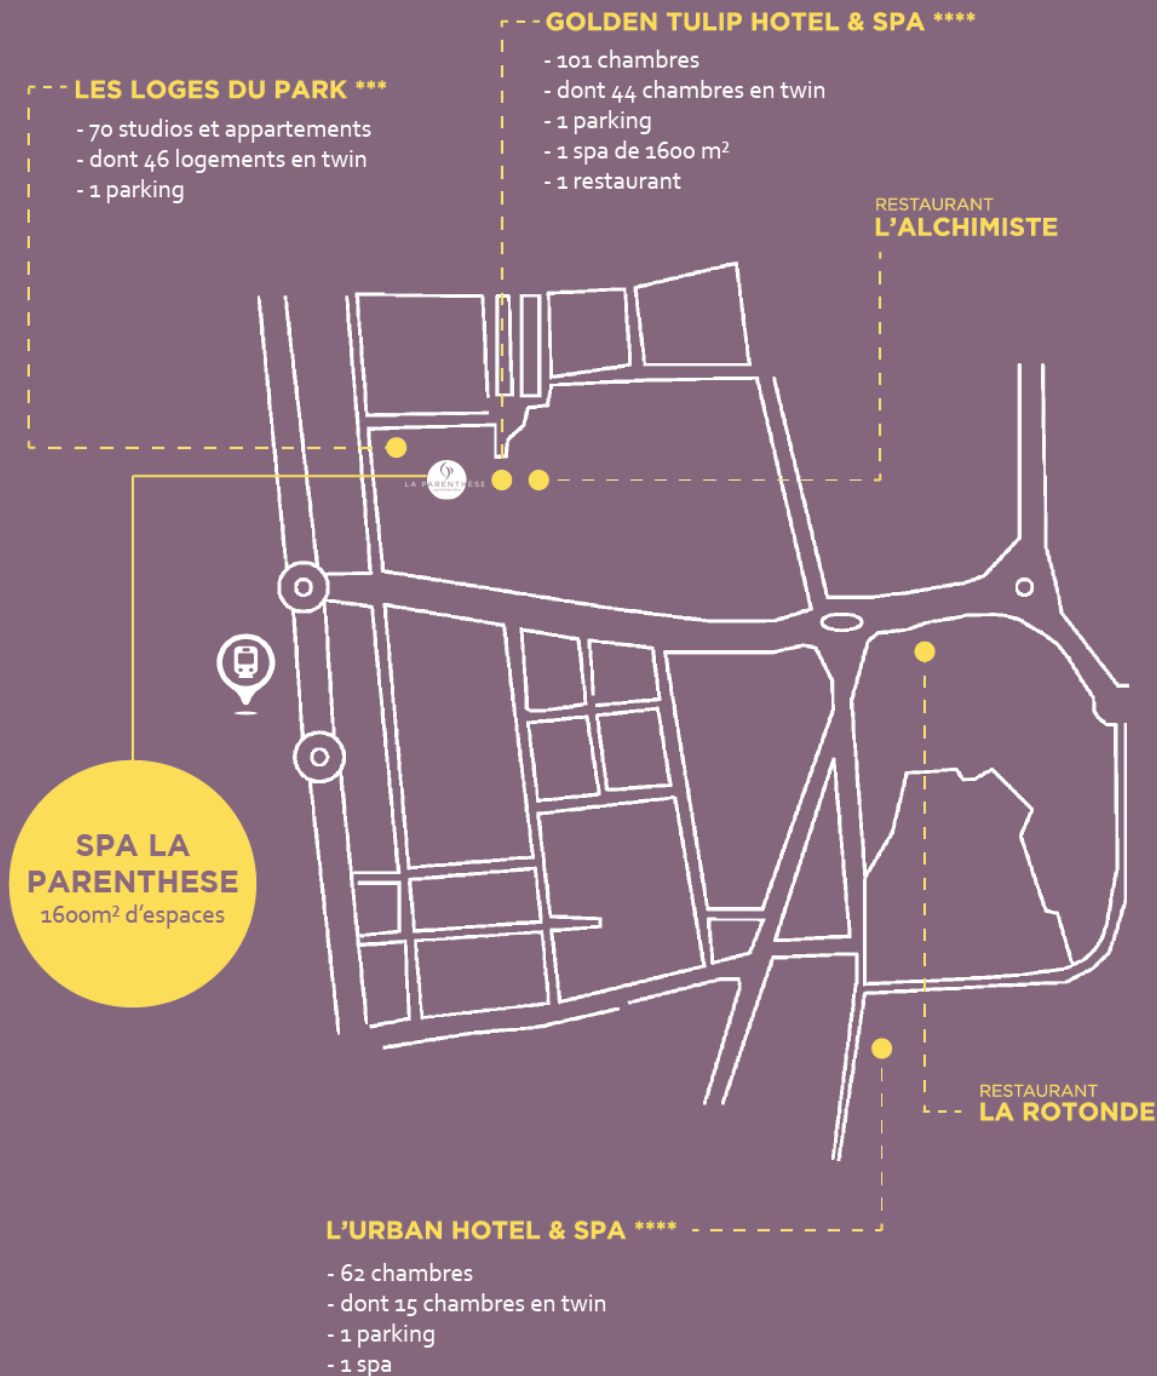 GOLDEN TULIP HOTEL & SPA ****
- 101 chambres
- dont 44 chambres en twin
- 1 parking
- 1 spa de 1600 m²
- 1 restaurant
LES LOGES DU PARK ***
- 70 studios et appartements
- dont 46 logements en twin
- 1 parking
RESTAURANT
L'ALCHIMISTE
LA PARENTHÈSE
SPA LA
PARENTHESE
1600m² d'espaces
RESTAURANT
LA ROTONDE
L'URBAN HOTEL & SPA ****
- 62 chambres
- dont 15 chambres en twin
- 1 parking
- 1 spa